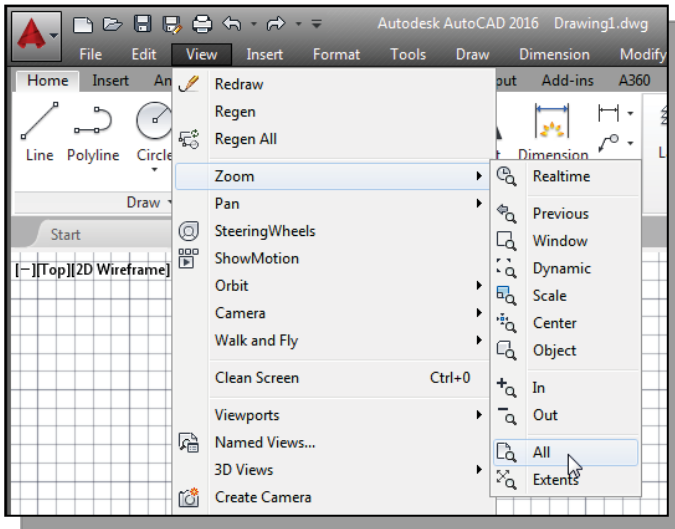 Autodesk AutoCAD 2016 Drawing1.dwg
File Edit View Insert Format Tools Draw Dimension Modify
Home Insert An put Add-ins A360
Line Polyline Circle t Dimension L
Draw
Start
[−][Top][2D Wireframe]
Redraw
Regen
Regen All
Zoom
Pan
SteeringWheels
ShowMotion
Orbit
Camera
Walk and Fly
Clean Screen Ctrl+0
Viewports
Named Views...
3D Views
Create Camera
Realtime
Previous
Window
Dynamic
Scale
Center
Object
In
Out
All
Extents